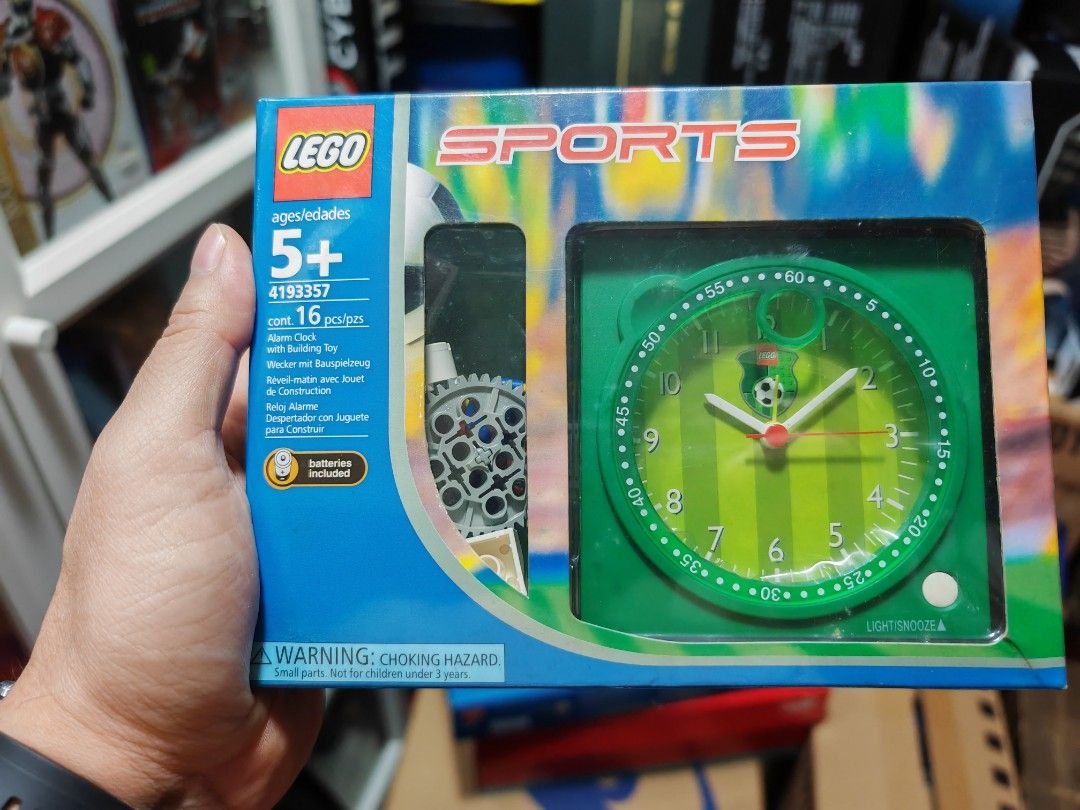 CYB
LEGO
SPORTS
ages/edades
5+
4193357
cont. 16 pcs/pzs
Alarm Clock
with Building Toy
Wecker mit Bauspielzeug
Réveil-matin avec Jouet
de Construction
Reloj Alarme
Despertador con Juguete
para Construir
batteries
included
60
5
10
15
20
25
30
35
40
45
50
55
1
2
3
4
5
6
7
8
9
10
11
LEGO
LIGHT/SNOOZE▲
⚠ WARNING: CHOKING HAZARD.
Small parts. Not for children under 3 years.